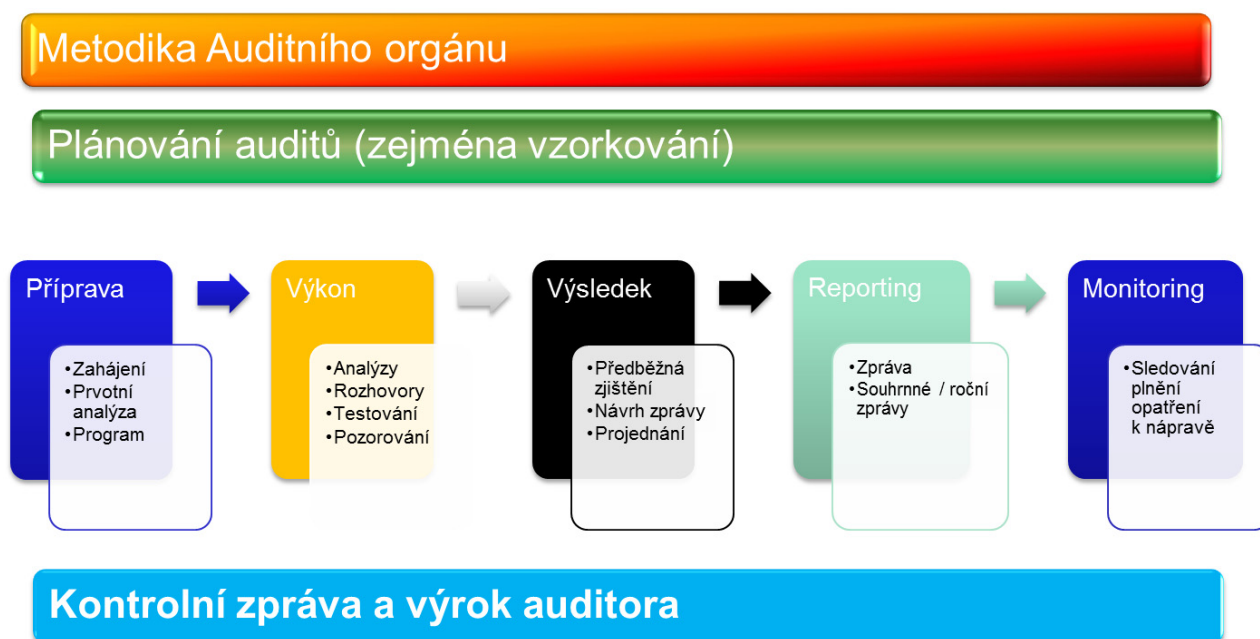 Metodika Auditního orgánu
Plánování auditů (zejména vzorkování)
Příprava
•Zahájení
•Prvotní
analýza
•Program
Výkon
•Analýzy
•Rozhovory
•Testování
•Pozorování
Výsledek
•Předběžná
zjištění
•Návrh zprávy
•Projednání
Reporting
•Zpráva
•Souhrnné / roční
zprávy
Monitoring
•Sledování
plnění
opatření
k nápravě
Kontrolní zpráva a výrok auditora